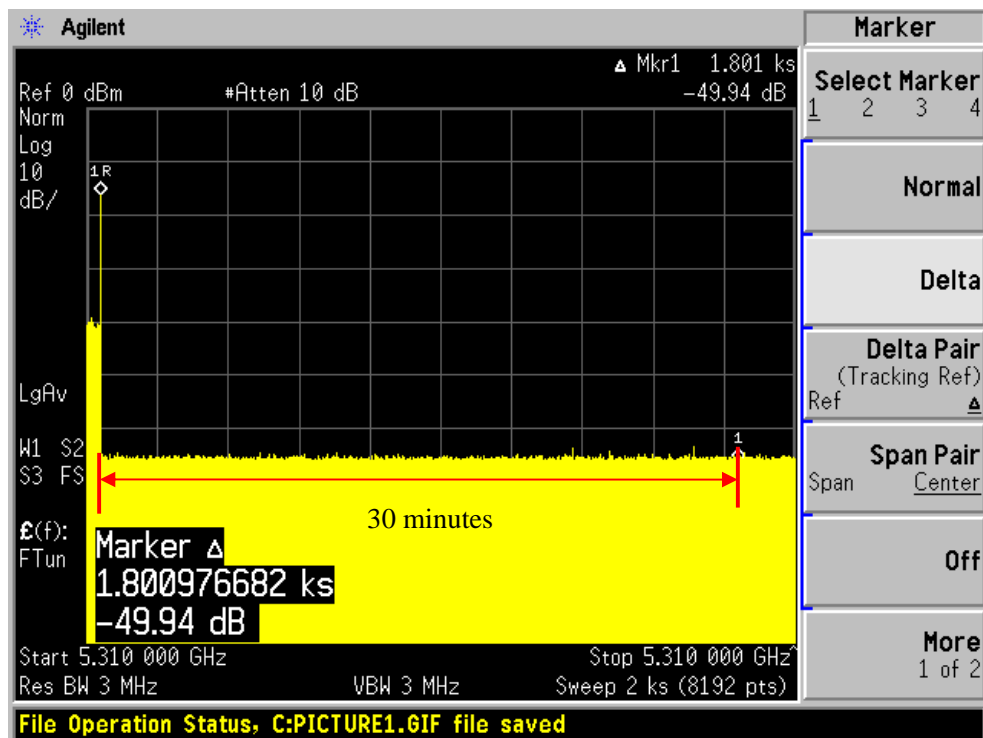 Agilent
Marker
Δ Mkr1 1.801 ks
Ref 0 dBm #Atten 10 dB -49.94 dB
Norm
Log
10
dB/
1R
LgAv
W1 S2
S3 FS
£(f):
FTun
1
30 minutes
Marker Δ
1.800976682 ks
-49.94 dB
Start 5.310 000 GHz Stop 5.310 000 GHz^
Res BW 3 MHz VBW 3 MHz Sweep 2 ks (8192 pts)
File Operation Status, C:PICTURE1.GIF file saved
Select Marker
1 2 3 4
Normal
Delta
Delta Pair
(Tracking Ref)
Ref Δ
Span Pair
Span Center
Off
More
1 of 2